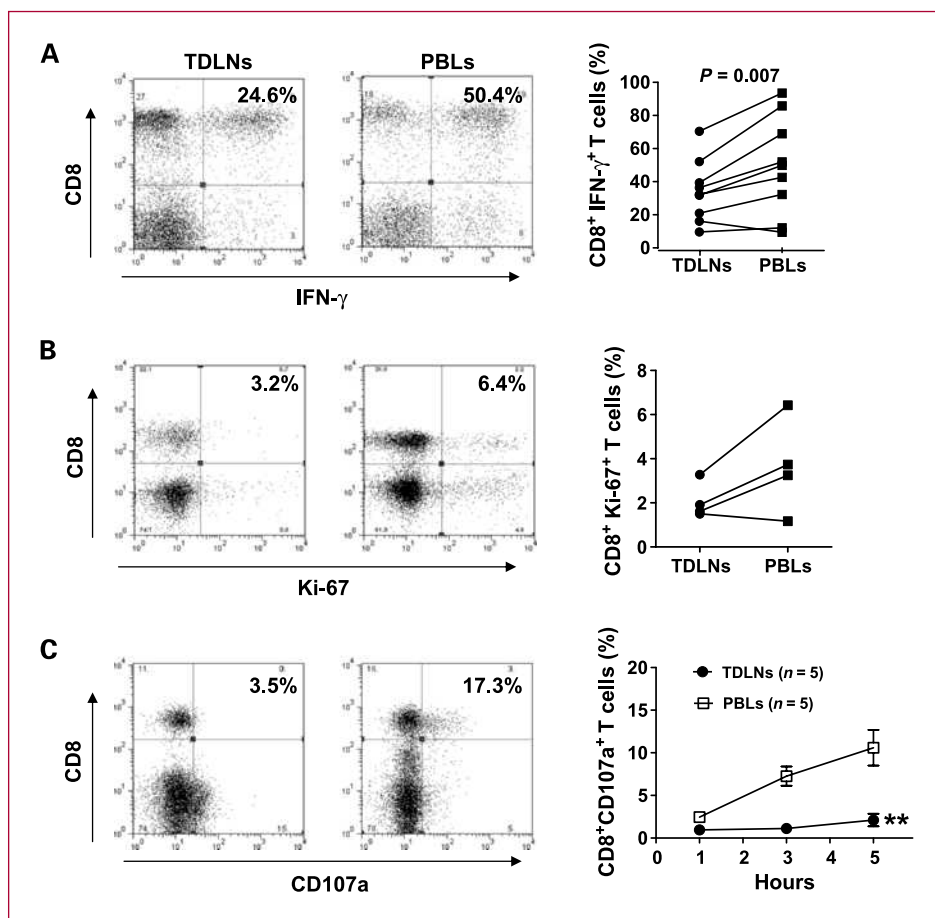 A
TDLNs
PBLs
24.6%
50.4%
CD8
IFN-γ
CD8⁺ IFN-γ⁺ T cells (%)
P = 0.007
100
80
60
40
20
0
TDLNs
PBLs
B
3.2%
6.4%
CD8
Ki-67
CD8⁺ Ki-67⁺ T cells (%)
8
6
4
2
0
TDLNs
PBLs
C
3.5%
17.3%
CD8
CD107a
CD8⁺CD107a⁺ T cells (%)
20
15
10
5
0
TDLNs (n = 5)
PBLs (n = 5)
**
0 1 2 3 4 5
Hours